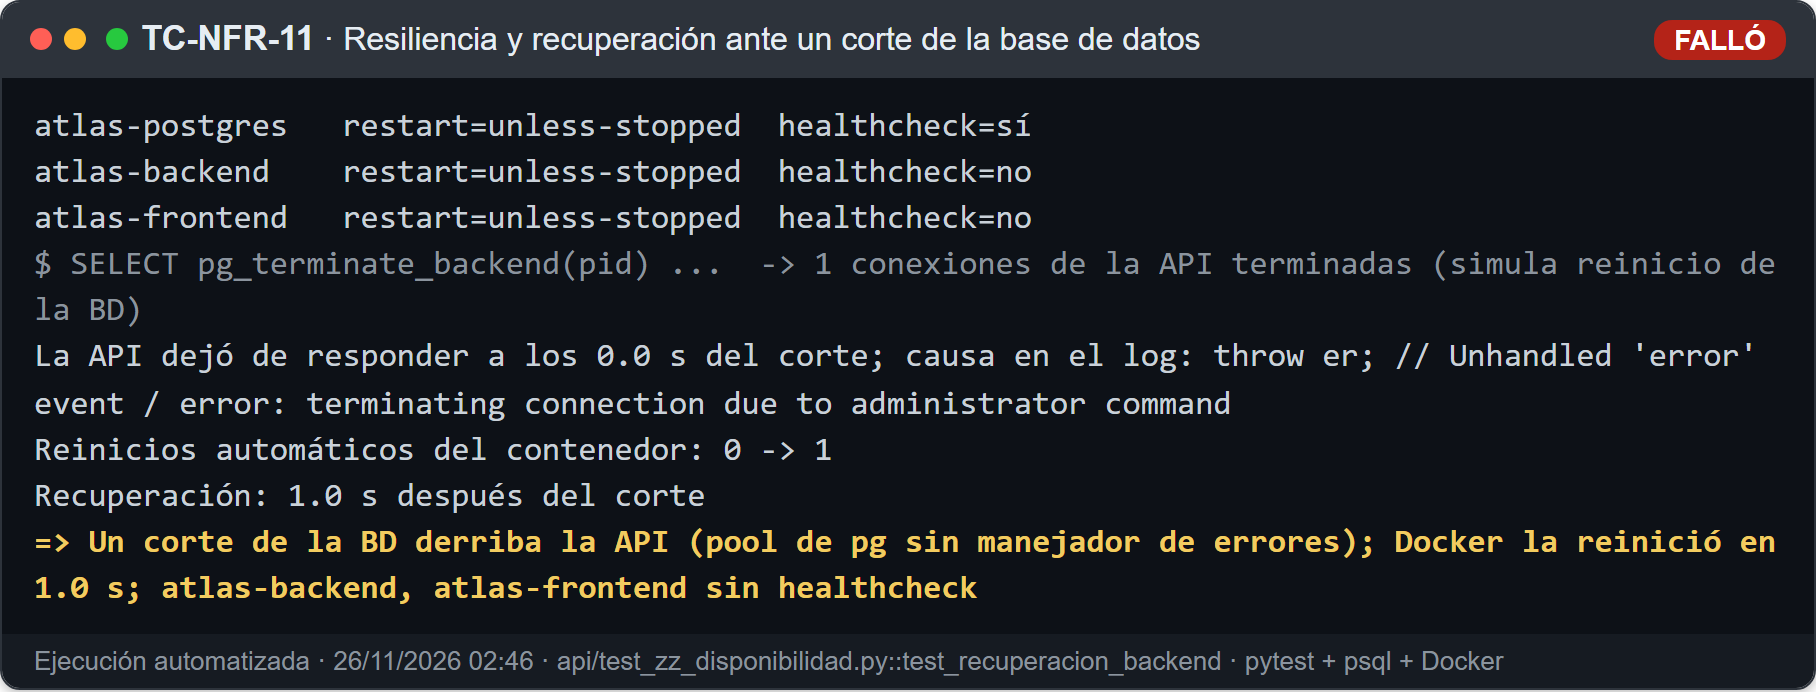 TC-NFR-11 · Resiliencia y recuperación ante un corte de la base de datos
FALLÓ
atlas-postgres   restart=unless-stopped  healthcheck=sí
atlas-backend    restart=unless-stopped  healthcheck=no
atlas-frontend   restart=unless-stopped  healthcheck=no
$ SELECT pg_terminate_backend(pid) ...  -> 1 conexiones de la API terminadas (simula reinicio de
la BD)
La API dejó de responder a los 0.0 s del corte; causa en el log: throw er; // Unhandled 'error'
event / error: terminating connection due to administrator command
Reinicios automáticos del contenedor: 0 -> 1
Recuperación: 1.0 s después del corte
=> Un corte de la BD derriba la API (pool de pg sin manejador de errores); Docker la reinició en
1.0 s; atlas-backend, atlas-frontend sin healthcheck
Ejecución automatizada · 26/11/2026 02:46 · api/test_zz_disponibilidad.py::test_recuperacion_backend · pytest + psql + Docker